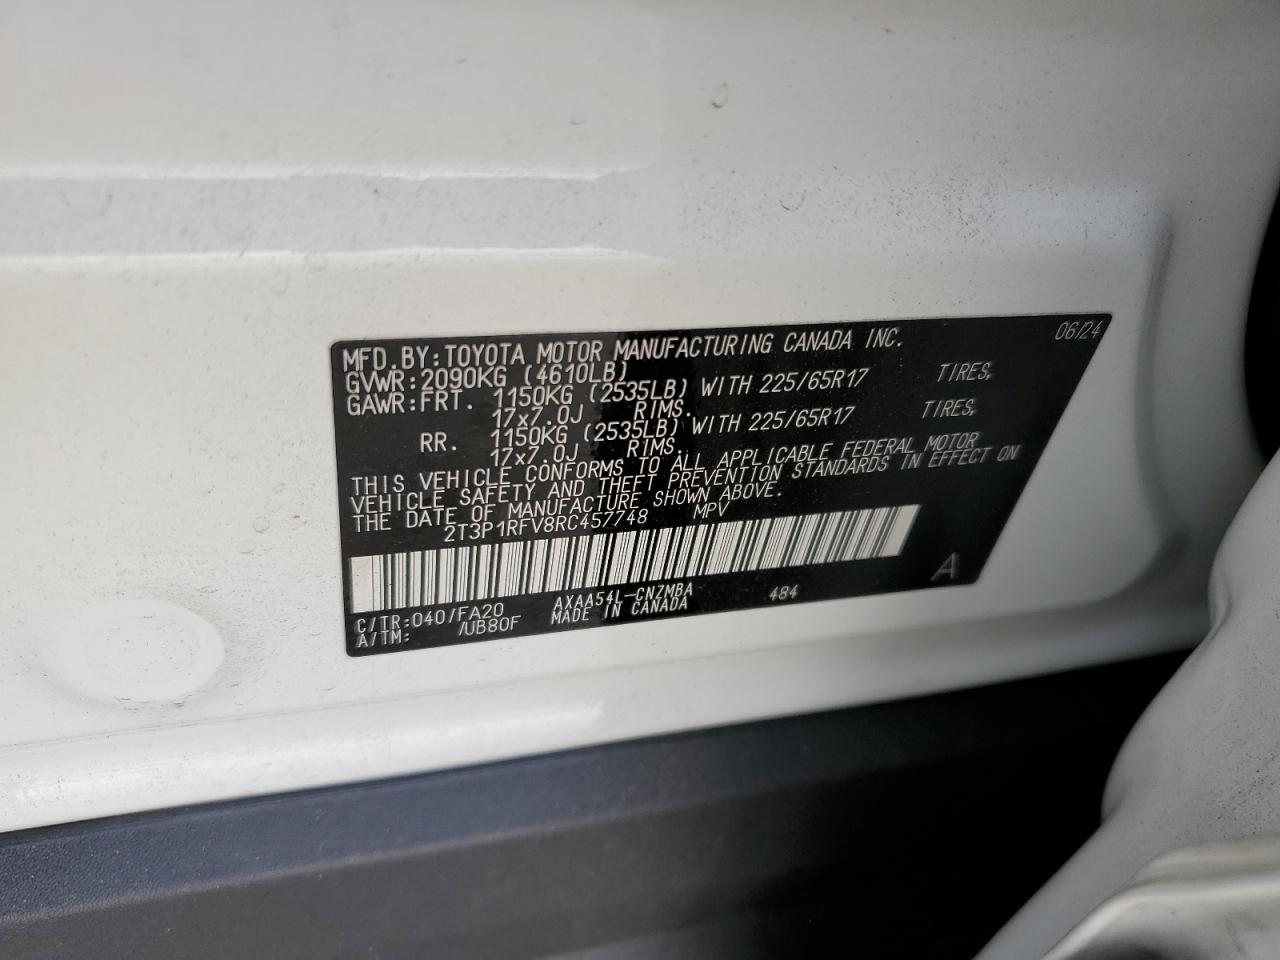 06/24
MFD.BY:TOYOTA MOTOR MANUFACTURING CANADA INC.
GVWR:2090KG (4610LB)
GAWR:FRT. 1150KG (2535LB) WITH 225/65R17 TIRES,
17x7.0J RIMS.
RR. 1150KG (2535LB) WITH 225/65R17 TIRES,
17x7.0J RIMS.
THIS VEHICLE CONFORMS TO ALL APPLICABLE FEDERAL MOTOR
VEHICLE SAFETY AND THEFT PREVENTION STANDARDS IN EFFECT ON
THE DATE OF MANUFACTURE SHOWN ABOVE.
2T3P1RFV8RC457748 MPV
A
C/TR:040/FA20 AXAA54L-CNZMBA 484
A/TM: /UB80F MADE IN CANADA